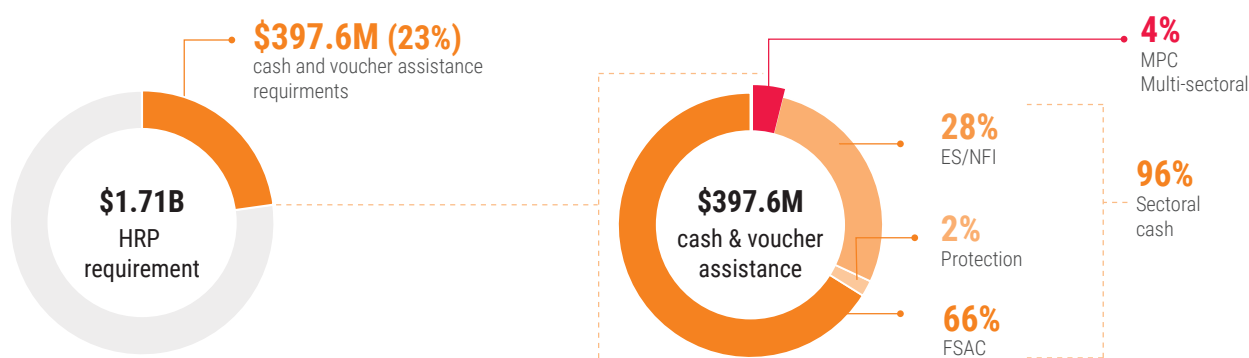 $397.6M (23%)
cash and voucher assistance
requirments
$1.71B
HRP
requirement
$397.6M
cash & voucher
assistance
4%
MPC
Multi-sectoral
28%
ES/NFI
2%
Protection
66%
FSAC
96%
Sectoral
cash